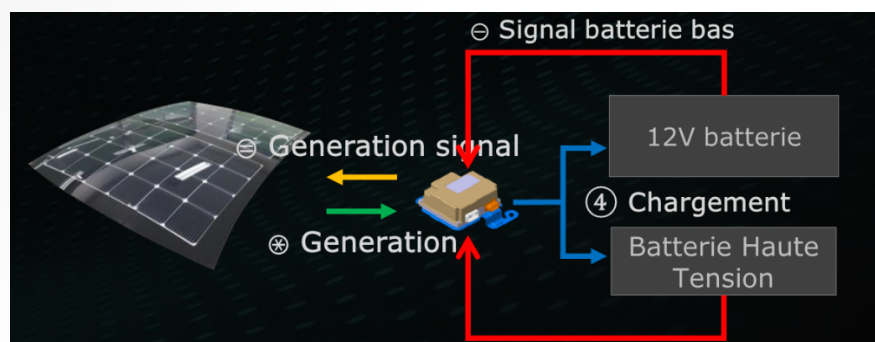 ⊖ Signal batterie bas
12V batterie
⊜ Generation signal
④ Chargement
⊛ Generation
Batterie Haute
Tension